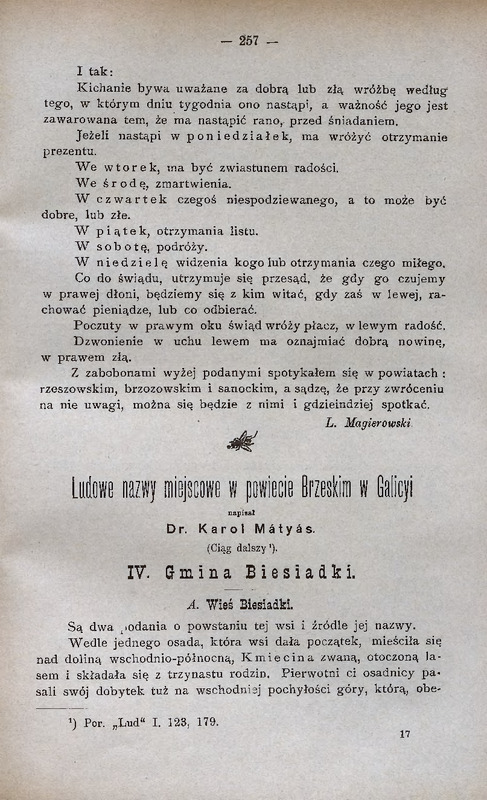 — 257 —
I tak:
Kichanie bywa uważane za dobrą lub złą wróżbę według
tego, w którym dniu tygodnia ono nastąpi, a ważność jego jest
zawarowana tem, że ma nastąpić rano, przed śniadaniem.
Jeżeli nastąpi w poniedziałek, ma wróżyć otrzymanie
prezentu.
We wtorek, ma być zwiastunem radości.
We środę, zmartwienia.
W czwartek czegoś niespodziewanego, a to może być
dobre, lub złe.
W piątek, otrzymania listu.
W sobotę, podróży.
W niedzielę widzenia kogo lub otrzymania czego miłego.
Co do świądu, utrzymuje się przesąd, że gdy go czujemy
w prawej dłoni, będziemy się z kim witać, gdy zaś w lewej, ra-
chować pieniądze, lub co odbierać.
Poczuty w prawym oku świąd wróży płacz, w lewym radość.
Dzwonienie w uchu lewem ma oznajmiać dobrą nowinę,
w prawem złą.
Z zabobonami wyżej podanymi spotykałem się w powiatach:
rzeszowskim, brzozowskim i sanockim, a sądzę, że przy zwróceniu
na nie uwagi, można się będzie z nimi i gdzieindziej spotkać.
L. Magierowski
Ludowe nazwy miejscowe w powiecie Brzeskim w Galicyi
napisał
Dr. Karol Mátyás.
(Ciąg dalszy ¹).
IV. Gmina Biesiadki.
A. Wieś Biesiadki.
Są dwa podania o powstaniu tej wsi i źródle jej nazwy.
Wedle jednego osada, która wsi dała początek, mieściła się
nad doliną wschodnio-północną, Kmiecina zwaną, otoczoną la-
sem i składała się z trzynastu rodzin. Pierwotni ci osadnicy pa-
sali swój dobytek tuż na wschodniej pochyłości góry, którą, obe-
¹) Por. „Lud“ I. 123, 179.
17